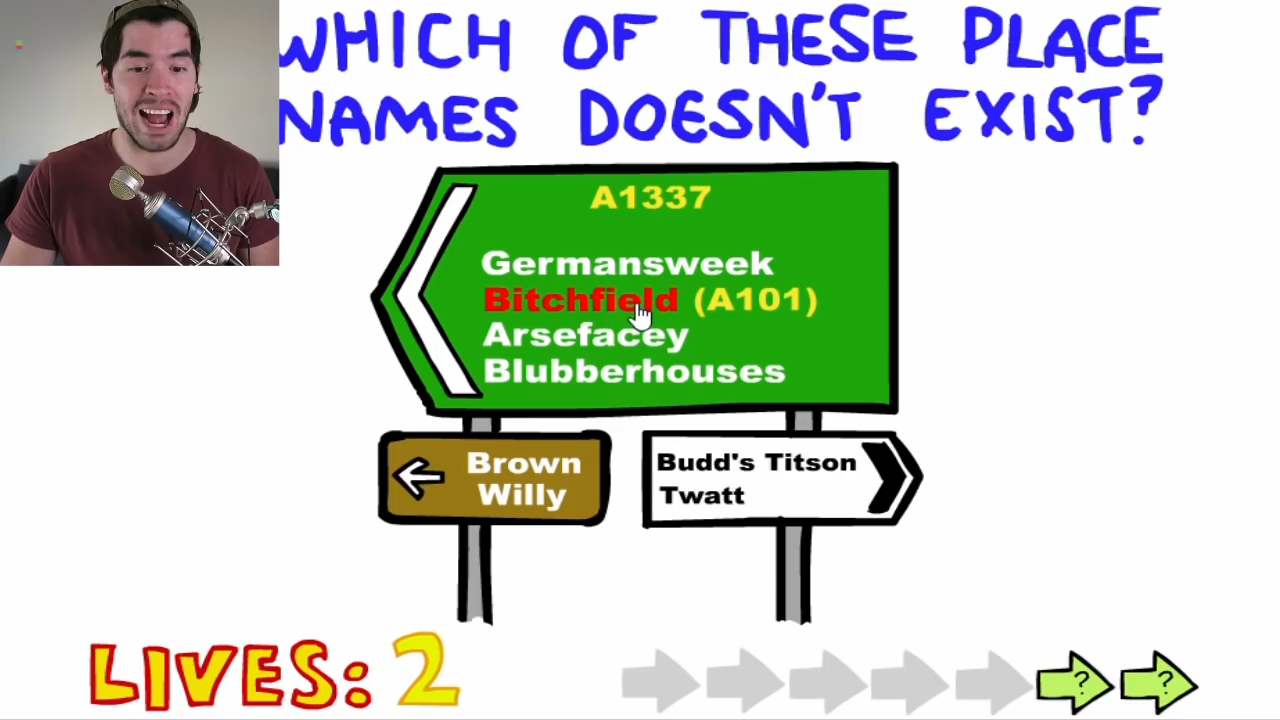 WHICH OF THESE PLACE
NAMES DOESN'T EXIST?
A1337
Germansweek
Bitchfield (A101)
Arsefacey
Blubberhouses
Brown
Willy
Budd's Titson
Twatt
LIVES: 2
? ?